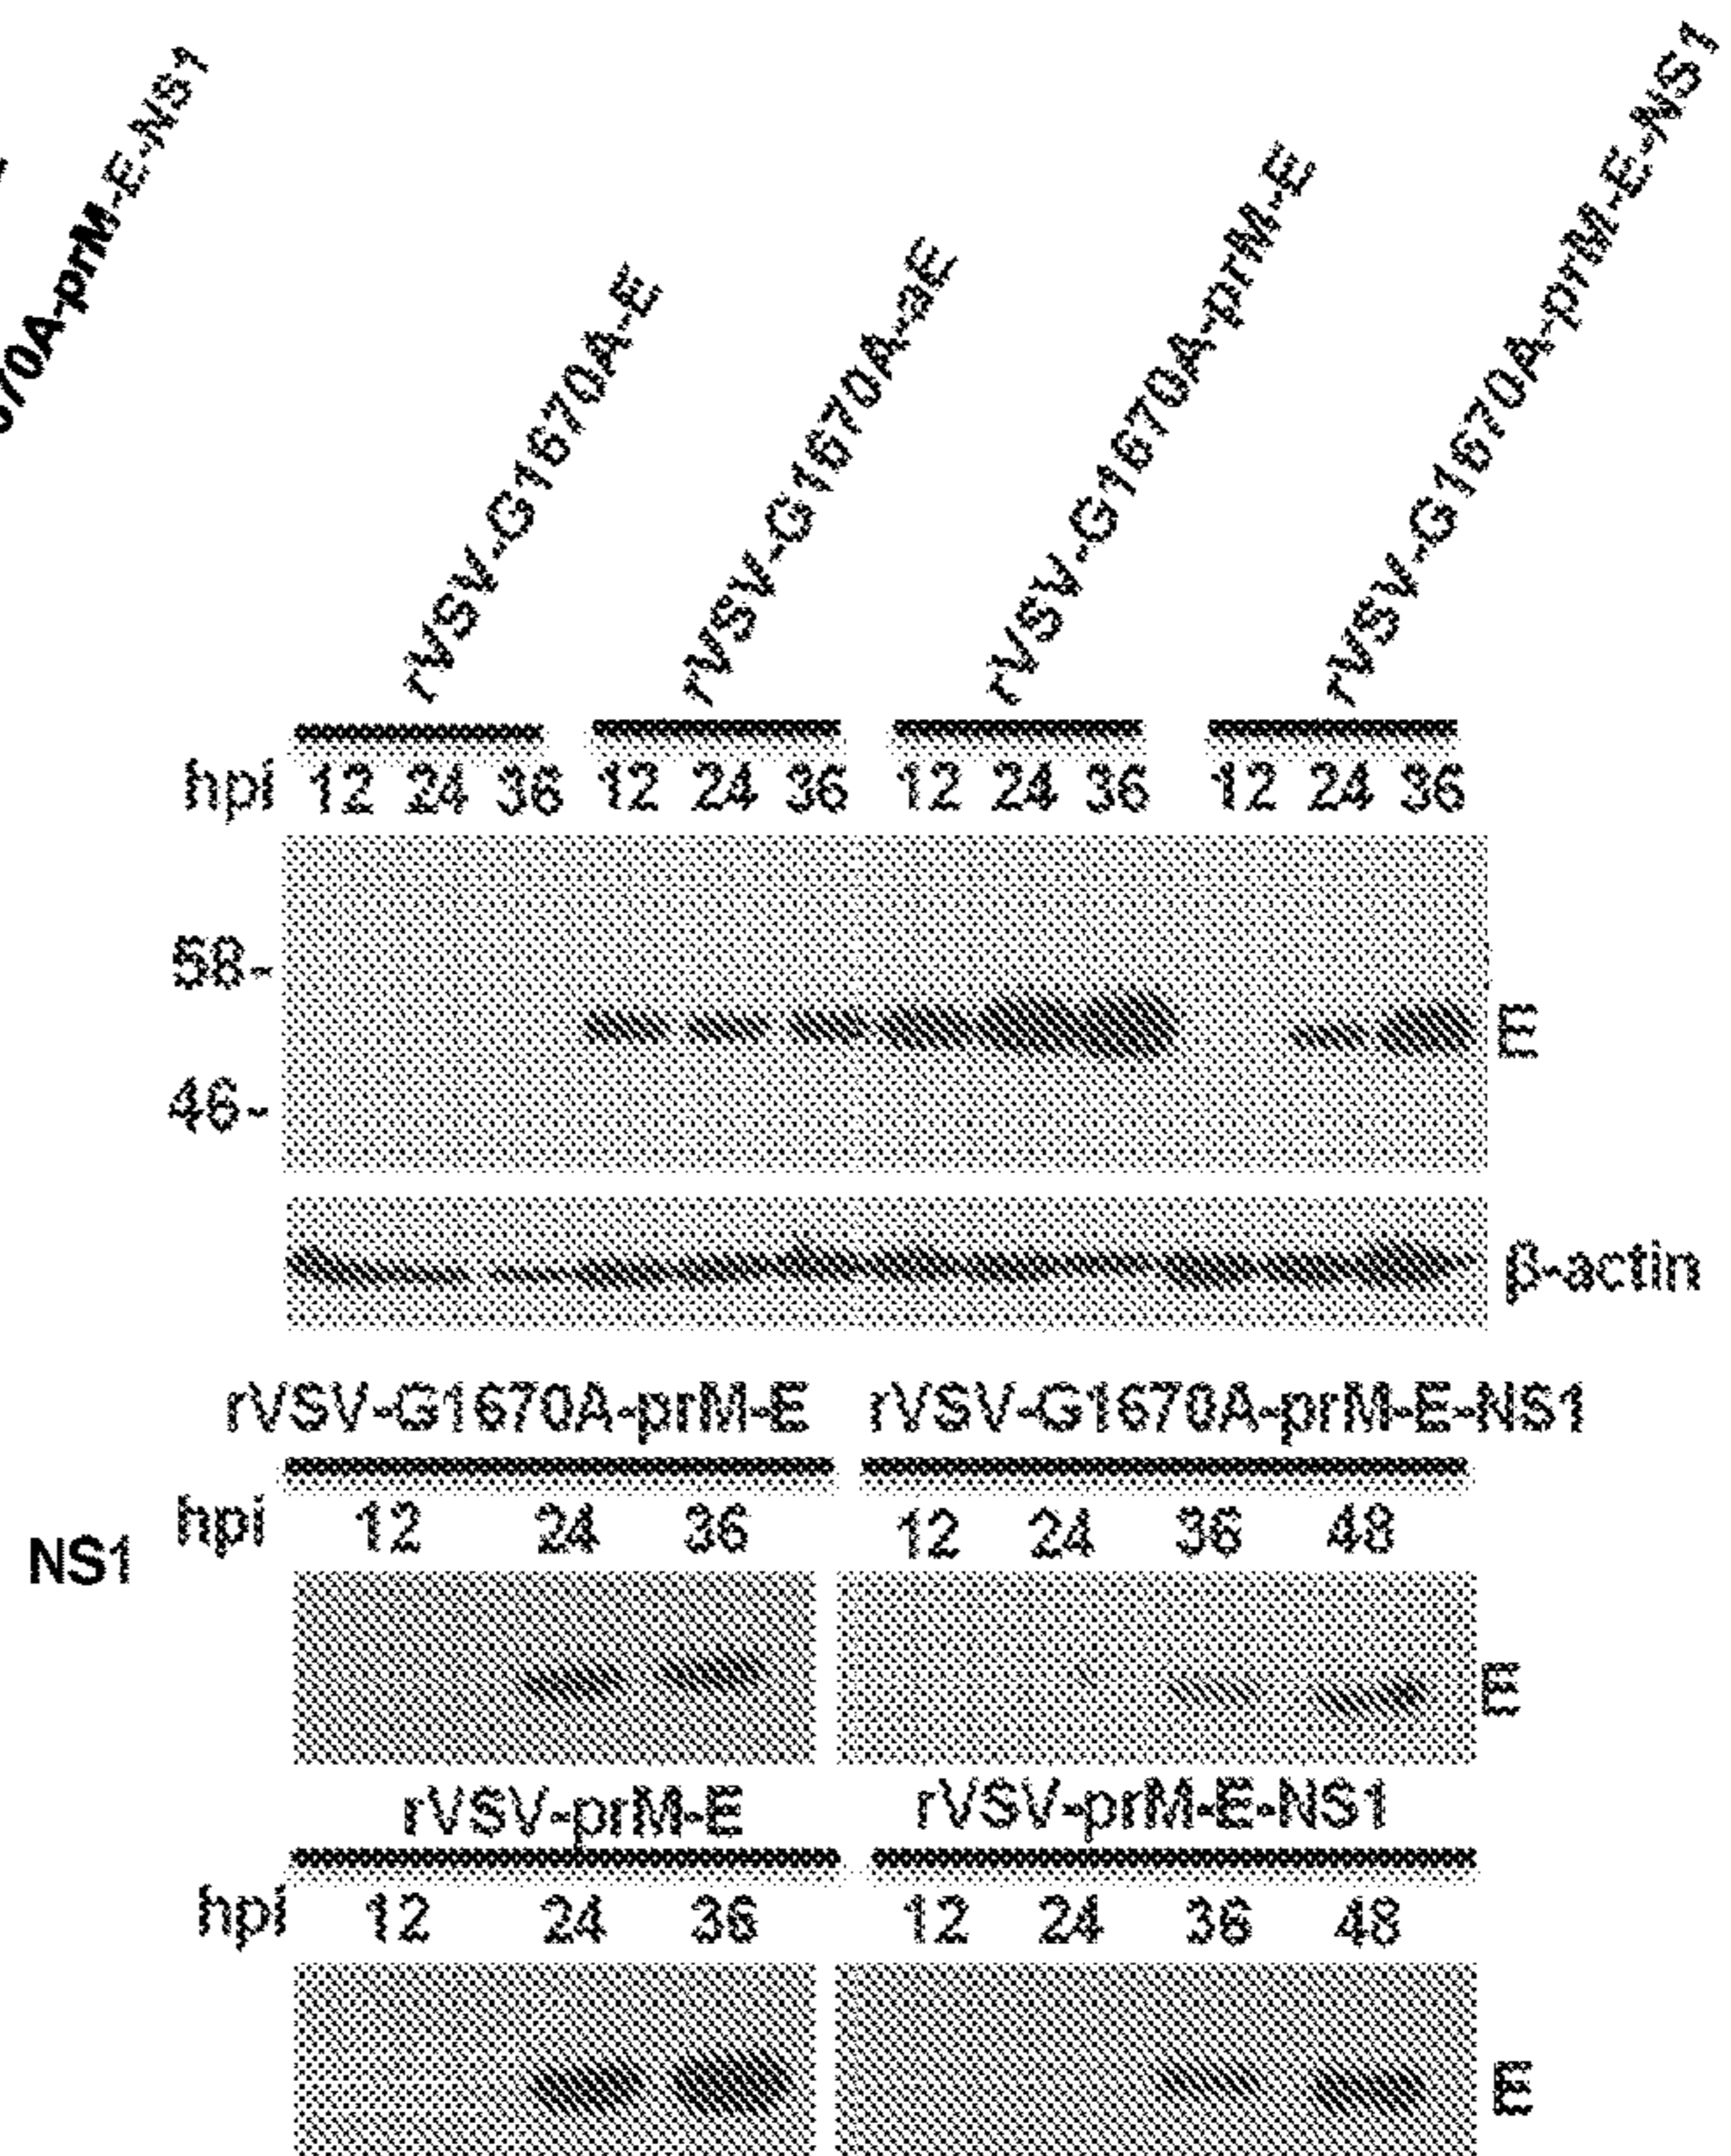 70A-prM-E-NS1
rVSV-G1670A-E
rVSV-G1670A-aE
rVSV-G1670A-prM-E
rVSV-G1670A-prM-E-NS1
hpi 12 24 36 12 24 36 12 24 36 12 24 36
58-
E
46-
β-actin
rVSV-G1670A-prM-E rVSV-G1670A-prM-E-NS1
hpi 12 24 36 12 24 36 48
NS1
E
rVSV-prM-E rVSV-prM-E-NS1
hpi 12 24 36 12 24 36 48
E